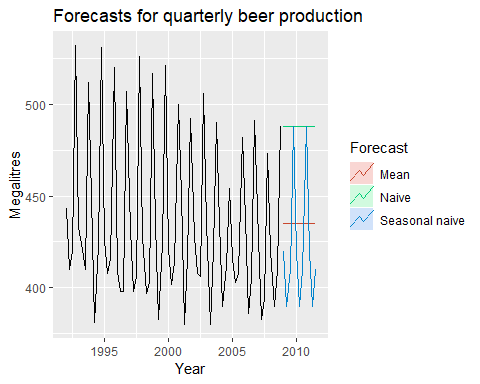 Forecasts for quarterly beer production
Megalitres
500
450
400
1995
2000
2005
2010
Year
Forecast
Mean
Naive
Seasonal naive